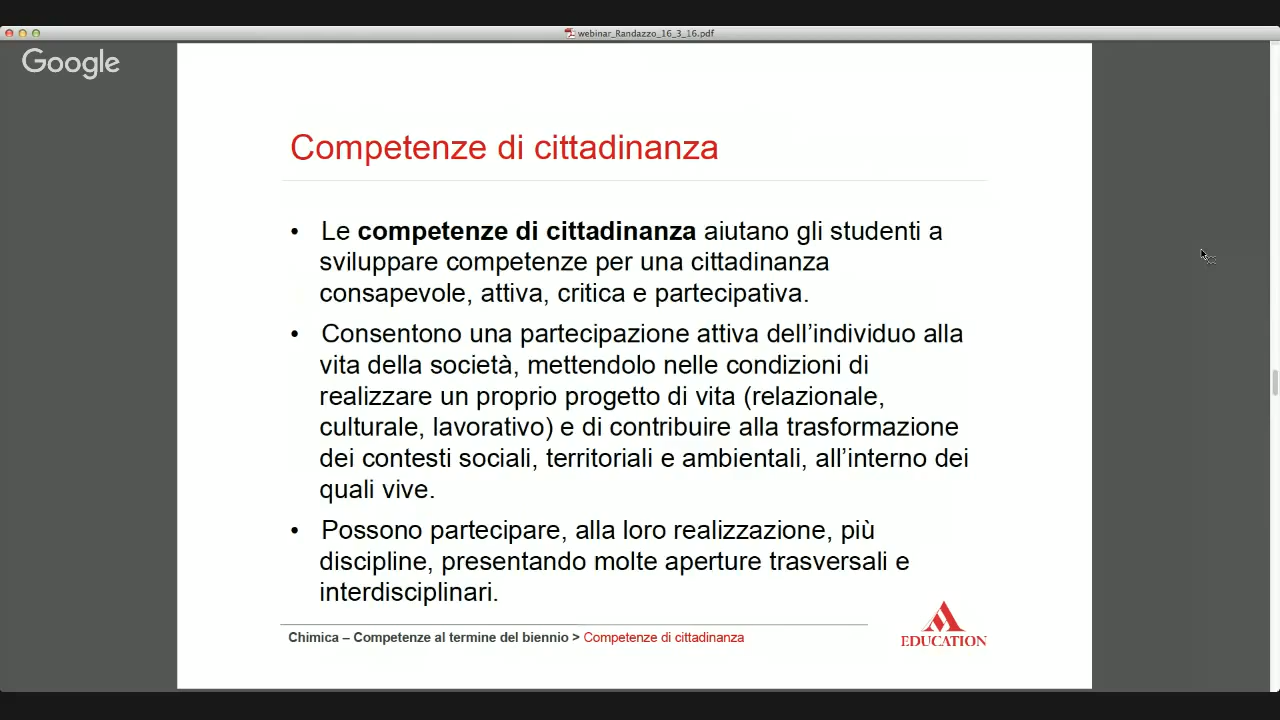 webinar_Randazzo_16_3_16.pdf
Google
Competenze di cittadinanza
• Le competenze di cittadinanza aiutano gli studenti a
sviluppare competenze per una cittadinanza
consapevole, attiva, critica e partecipativa.
• Consentono una partecipazione attiva dell’individuo alla
vita della società, mettendolo nelle condizioni di
realizzare un proprio progetto di vita (relazionale,
culturale, lavorativo) e di contribuire alla trasformazione
dei contesti sociali, territoriali e ambientali, all’interno dei
quali vive.
• Possono partecipare, alla loro realizzazione, più
discipline, presentando molte aperture trasversali e
interdisciplinari.
Chimica – Competenze al termine del biennio > Competenze di cittadinanza
EDUCATION